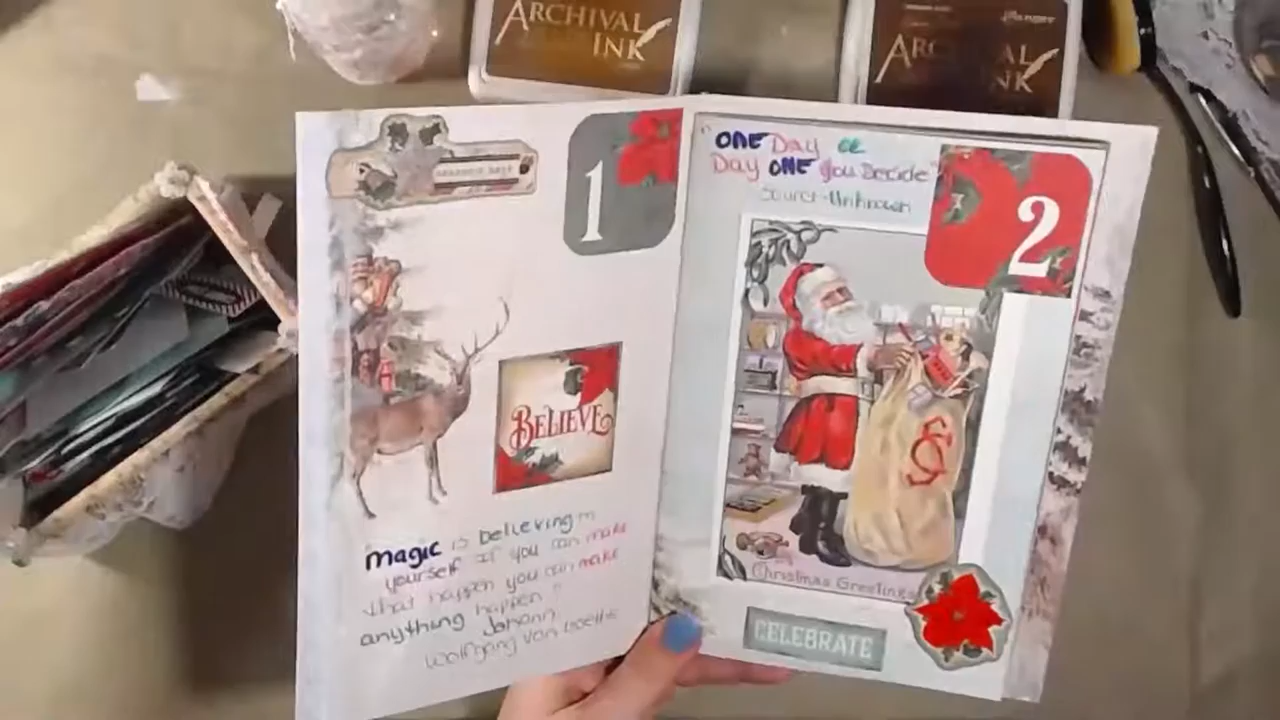 ARCHIVAL
INK
Ranger
ARCHIVAL
INK
1
BELIEVE
magic is believing in
yourself If you can make
that happen you can make
anything happen"
Johann
Wolfgang Von Goethe
"ONE Day or
Day ONE You Decide"
Source-Unknown
2
Christmas Greetings
CELEBRATE